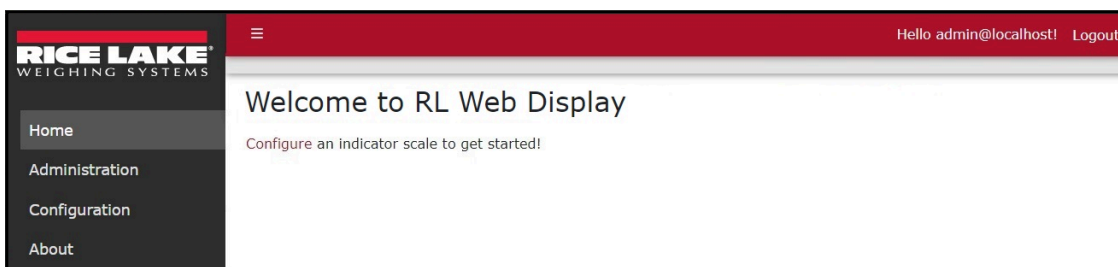 RICE LAKE®
WEIGHING SYSTEMS
☰
Hello admin@localhost! Logout
Home
Administration
Configuration
About
Welcome to RL Web Display
Configure an indicator scale to get started!